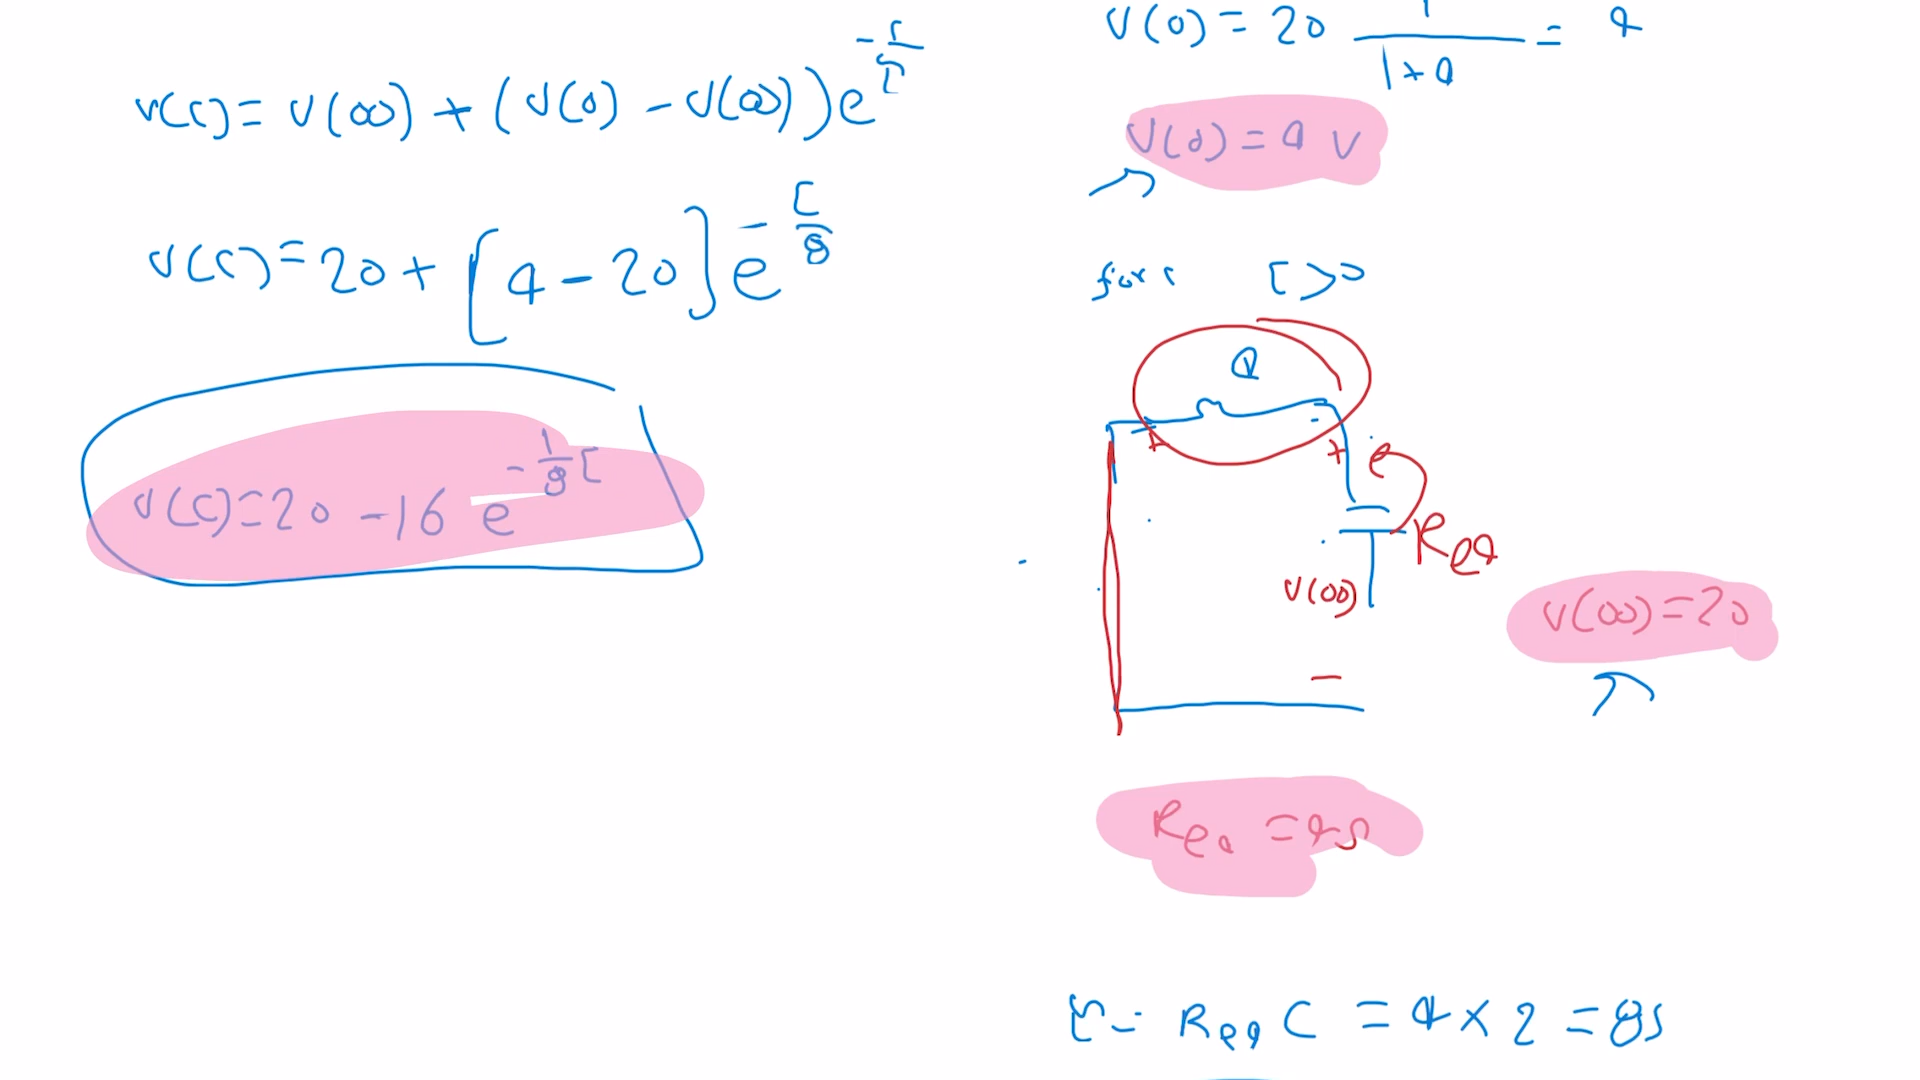 v(t) = v(∞) + (v(0) - v(∞)) e^(-t/τ)
v(t) = 20 + [4 - 20] e^(-t/8)
v(t) = 20 - 16 e^(-1/8 t)
v(0) = 20 1/(1+4) = 4
v(0) = 4 v
for t > 0
4
+ -
+
Req
v(∞)
-
v(∞) = 20
Req = 4Ω
τ = Req C = 4 × 2 = 8s